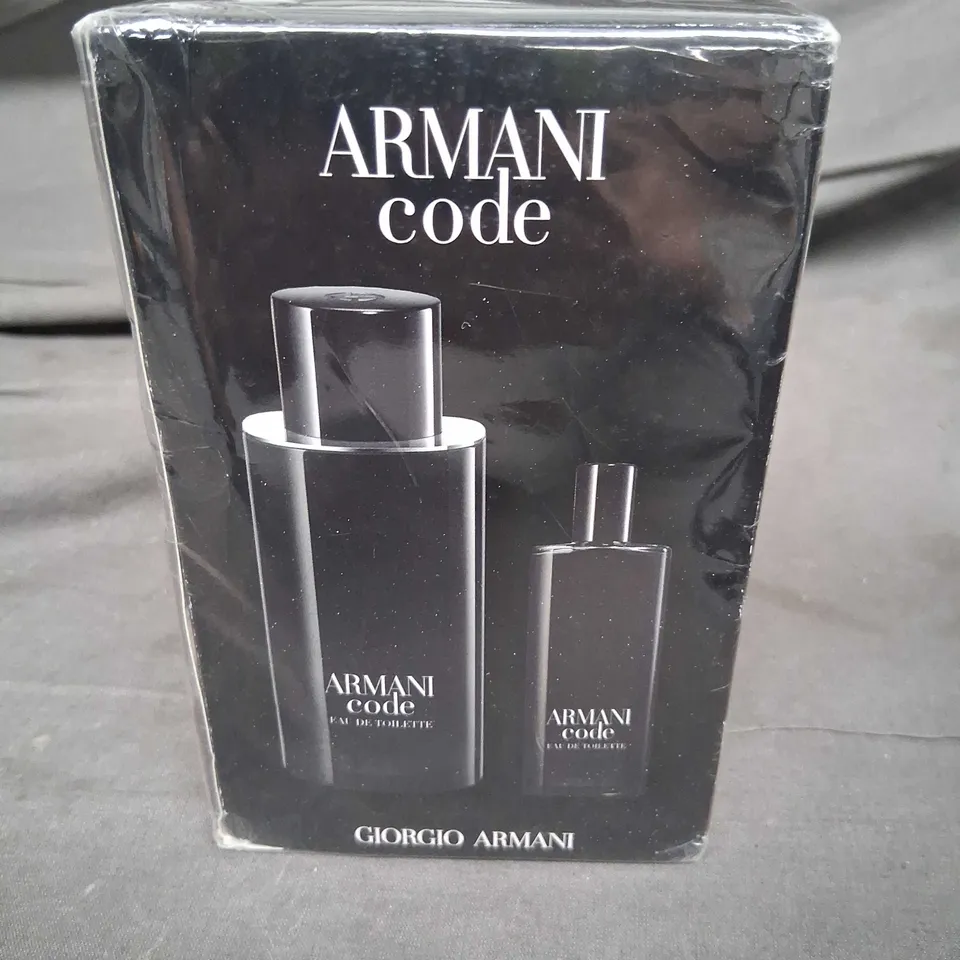 ARMANI
code
ARMANI
code
EAU DE TOILETTE
ARMANI
code
EAU DE TOILETTE
GIORGIO ARMANI